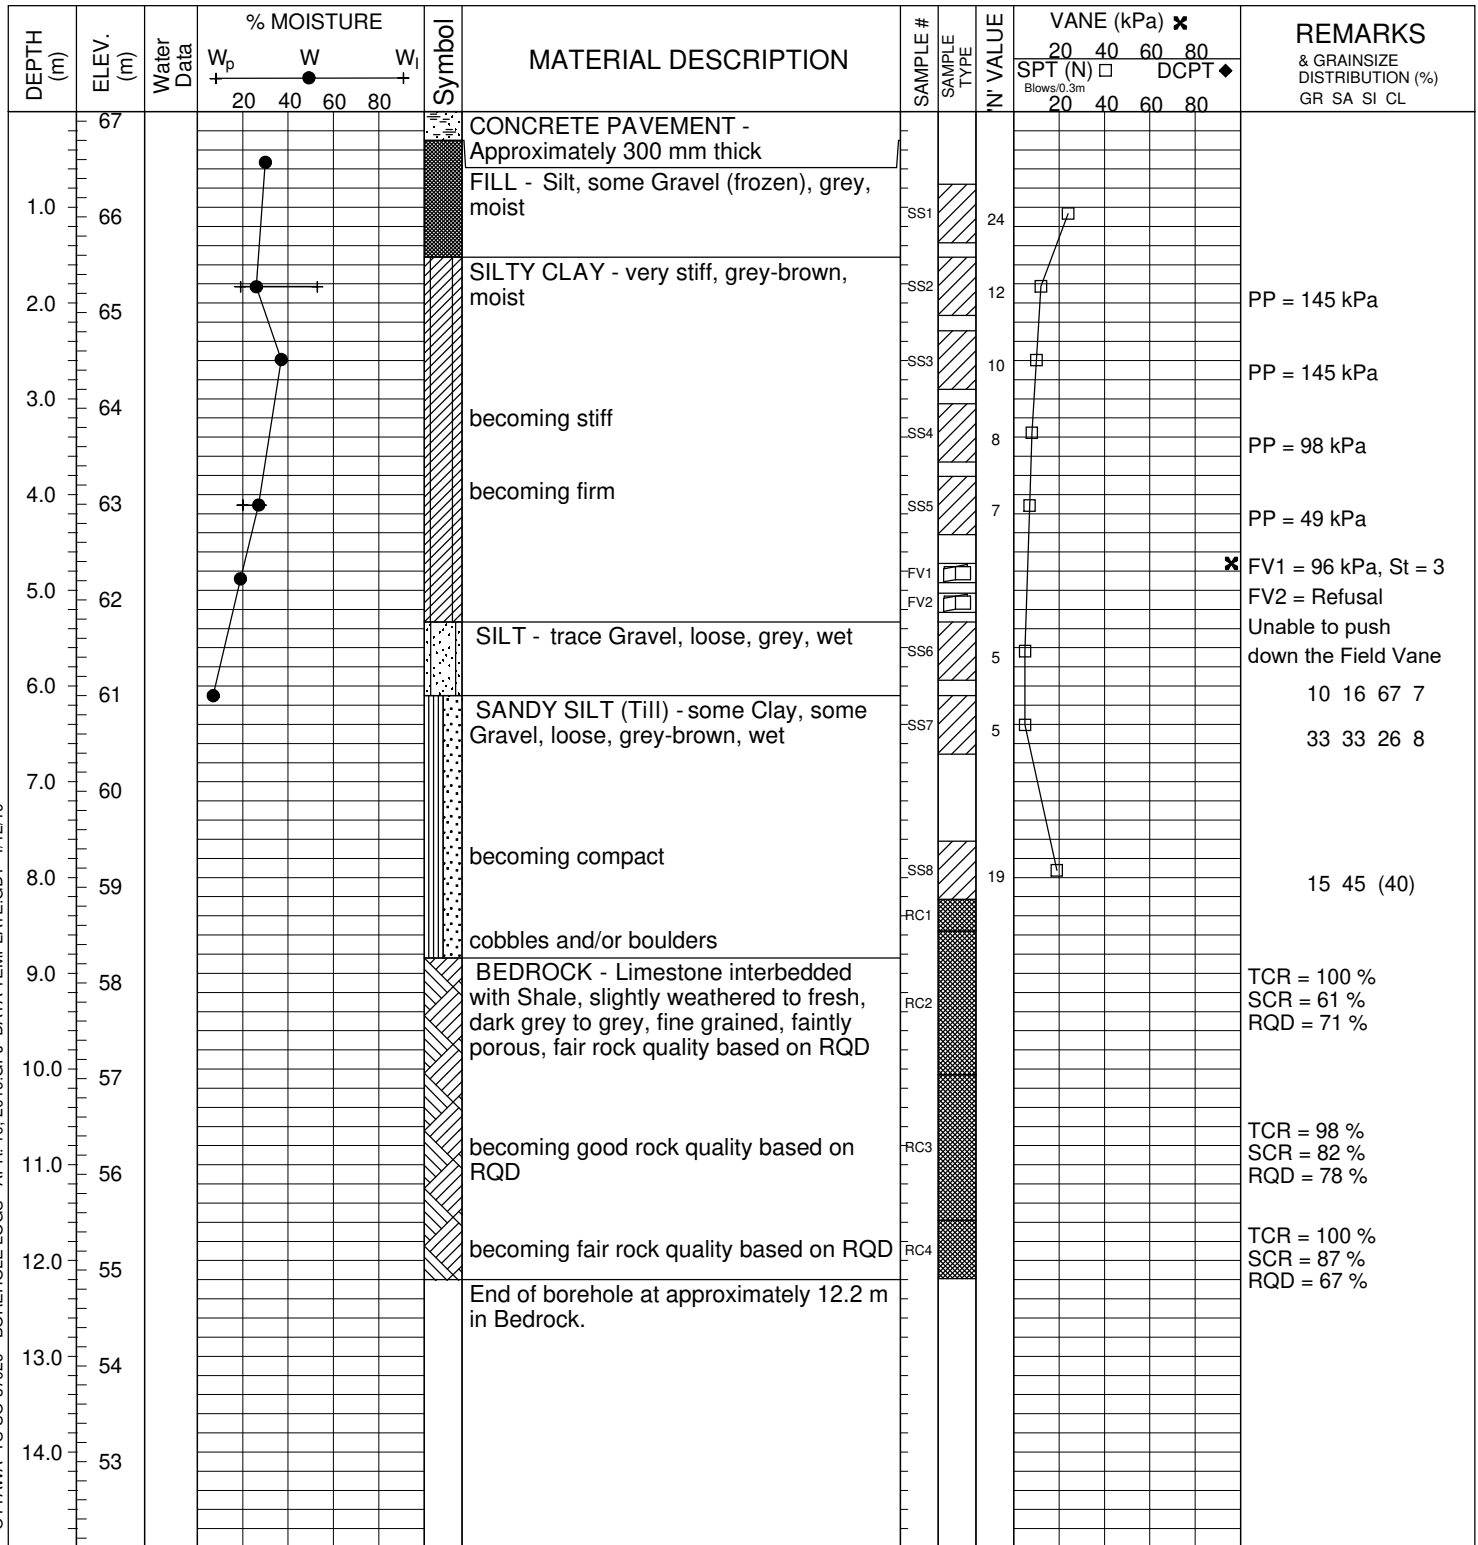 DEPTH (m)
ELEV. (m)
Water Data
% MOISTURE
Wp W Wl
20 40 60 80
Symbol
MATERIAL DESCRIPTION
SAMPLE #
SAMPLE TYPE
'N' VALUE
VANE (kPa) ✖
20 40 60 80
SPT (N) □ DCPT ◆
Blows/0.3m
20 40 60 80
REMARKS
& GRAINSIZE
DISTRIBUTION (%)
GR SA SI CL
67
CONCRETE PAVEMENT -
Approximately 300 mm thick
FILL - Silt, some Gravel (frozen), grey,
moist
1.0 66 SS1 24
SILTY CLAY - very stiff, grey-brown,
moist
SS2 12
2.0 65 PP = 145 kPa
SS3 10
PP = 145 kPa
3.0 64
becoming stiff
SS4 8
PP = 98 kPa
4.0 63
becoming firm
SS5 7
PP = 49 kPa
FV1 FV1 = 96 kPa, St = 3
5.0 62
FV2 FV2 = Refusal
Unable to push
down the Field Vane
SILT - trace Gravel, loose, grey, wet
SS6 5
6.0 61 10 16 67 7
SANDY SILT (Till) - some Clay, some
Gravel, loose, grey-brown, wet
SS7 5
33 33 26 8
7.0 60
becoming compact
SS8 19
8.0 59 15 45 (40)
RC1
cobbles and/or boulders
9.0 58
BEDROCK - Limestone interbedded
with Shale, slightly weathered to fresh,
dark grey to grey, fine grained, faintly
porous, fair rock quality based on RQD
RC2
TCR = 100 %
SCR = 61 %
RQD = 71 %
10.0 57
becoming good rock quality based on
RQD
RC3
TCR = 98 %
SCR = 82 %
RQD = 78 %
11.0 56
becoming fair rock quality based on RQD
RC4
TCR = 100 %
SCR = 87 %
RQD = 67 %
12.0 55
End of borehole at approximately 12.2 m
in Bedrock.
13.0 54
14.0 53